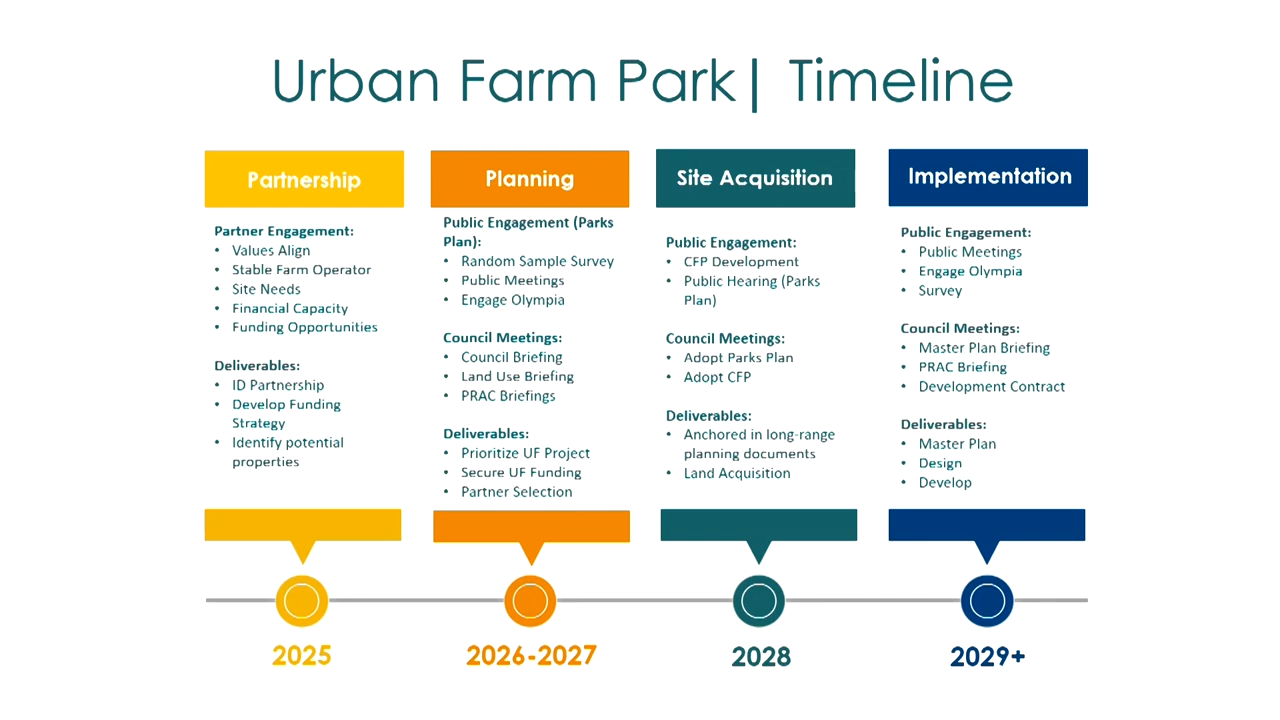 Urban Farm Park| Timeline
Partnership
Partner Engagement:
• Values Align
• Stable Farm Operator
• Site Needs
• Financial Capacity
• Funding Opportunities
Deliverables:
• ID Partnership
• Develop Funding
Strategy
• Identify potential
properties
2025
Planning
Public Engagement (Parks
Plan):
• Random Sample Survey
• Public Meetings
• Engage Olympia
Council Meetings:
• Council Briefing
• Land Use Briefing
• PRAC Briefings
Deliverables:
• Prioritize UF Project
• Secure UF Funding
• Partner Selection
2026-2027
Site Acquisition
Public Engagement:
• CFP Development
• Public Hearing (Parks
Plan)
Council Meetings:
• Adopt Parks Plan
• Adopt CFP
Deliverables:
• Anchored in long-range
planning documents
• Land Acquisition
2028
Implementation
Public Engagement:
• Public Meetings
• Engage Olympia
• Survey
Council Meetings:
• Master Plan Briefing
• PRAC Briefing
• Development Contract
Deliverables:
• Master Plan
• Design
• Develop
2029+